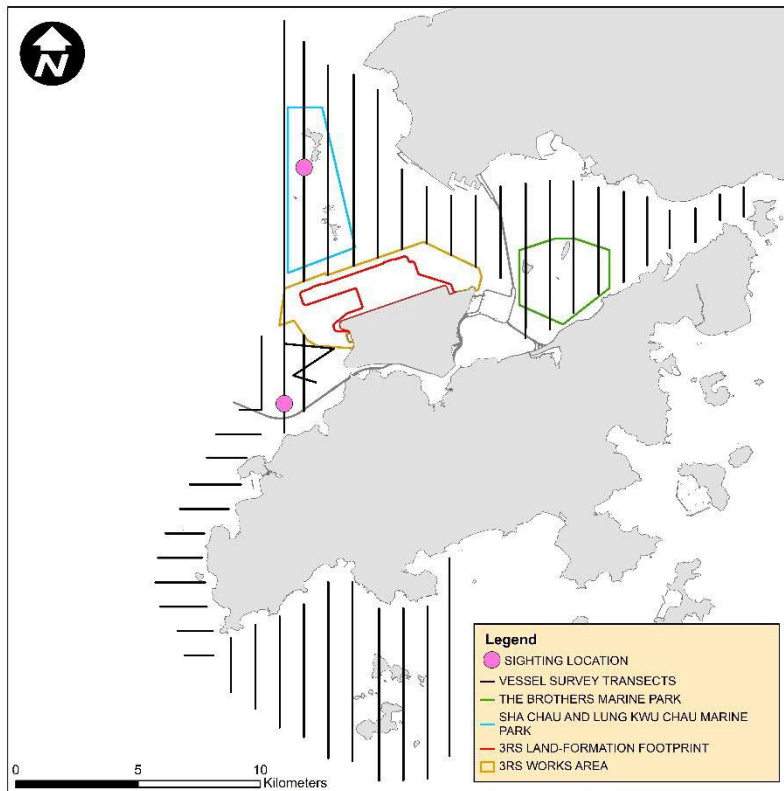 N
Legend
SIGHTING LOCATION
VESSEL SURVEY TRANSECTS
THE BROTHERS MARINE PARK
SHA CHAU AND LUNG KWU CHAU MARINE
PARK
3RS LAND-FORMATION FOOTPRINT
3RS WORKS AREA
0 5 10
Kilometers